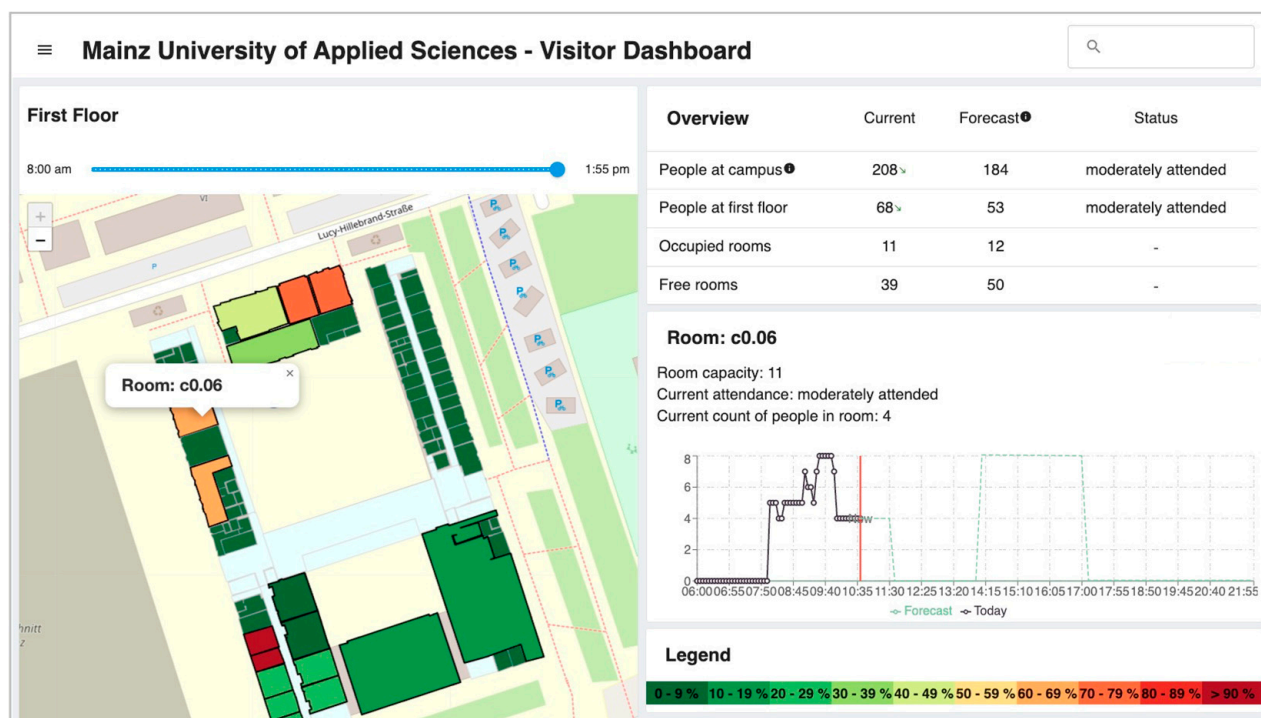 Mainz University of Applied Sciences - Visitor Dashboard
First Floor
8:00 am
1:55 pm
+
−
VI
Lucy-Hillebrand-Straße
P
P
P
P
P
P
P
P
Room: c0.06
×
hnitt
z
Overview Current Forecast Status
People at campus 208 184 moderately attended
People at first floor 68 53 moderately attended
Occupied rooms 11 12 -
Free rooms 39 50 -
Room: c0.06
Room capacity: 11
Current attendance: moderately attended
Current count of people in room: 4
8
6
4
2
0
Now
06:00 06:55 07:50 08:45 09:40 10:35 11:30 12:25 13:20 14:15 15:10 16:05 17:00 17:55 18:50 19:45 20:40 21:55
Forecast Today
Legend
0 - 9 % 10 - 19 % 20 - 29 % 30 - 39 % 40 - 49 % 50 - 59 % 60 - 69 % 70 - 79 % 80 - 89 % > 90 %